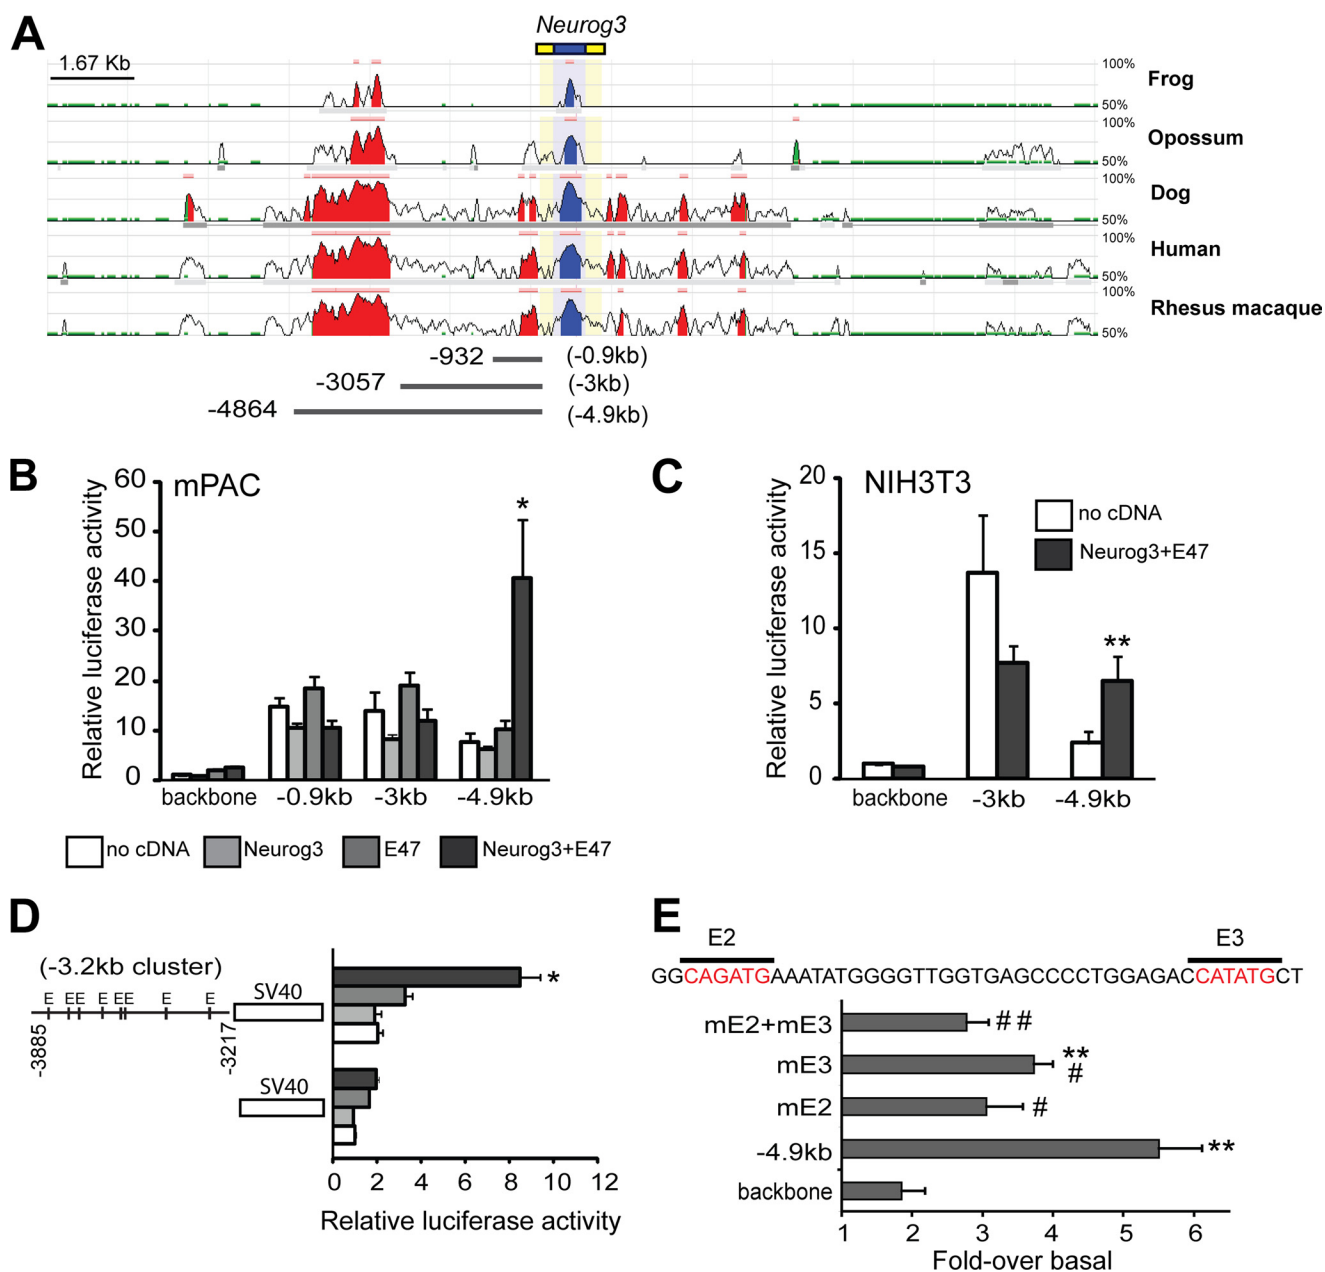 A
Neurog3
1.67 Kb
100%
50%
Frog
100%
50%
Opossum
100%
50%
Dog
100%
50%
Human
100%
50%
Rhesus macaque
-932 (-0.9kb)
-3057 (-3kb)
-4864 (-4.9kb)
B
mPAC
Relative luciferase activity
60
50
40
30
20
10
0
*
backbone -0.9kb -3kb -4.9kb
no cDNA Neurog3 E47 Neurog3+E47
C
NIH3T3
Relative luciferase activity
20
15
10
5
0
no cDNA
Neurog3+E47
**
backbone -3kb -4.9kb
D
(-3.2kb cluster)
E EE E EE E E
-3885
-3217
SV40
*
SV40
0 2 4 6 8 10 12
Relative luciferase activity
E
E2 E3
GGCAGATGAAATATGGGGTTGGTGAGCCCCTGGAGACCATATGCT
mE2+mE3 ##
mE3 **
#
mE2 #
-4.9kb **
backbone
1 2 3 4 5 6
Fold-over basal